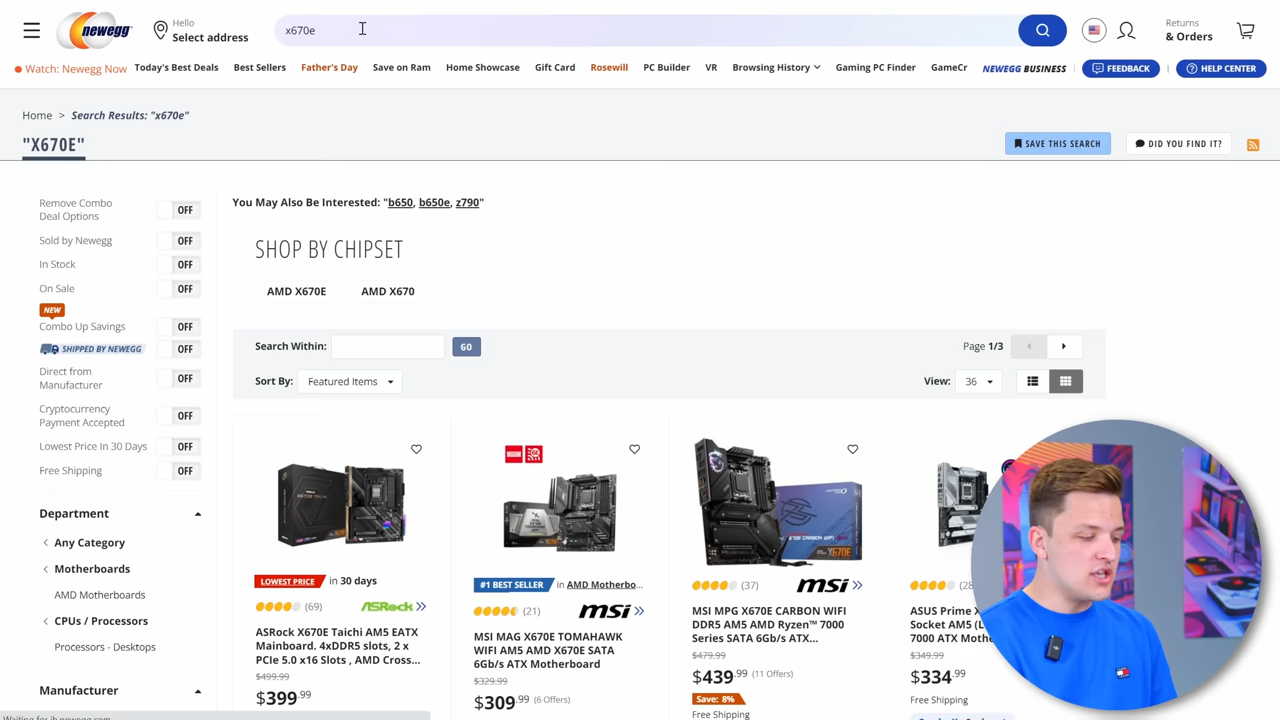 newegg
Hello
Select address
x670e
Returns
& Orders
Watch: Newegg Now
Today's Best Deals
Best Sellers
Father's Day
Save on Ram
Home Showcase
Gift Card
Rosewill
PC Builder
VR
Browsing History
Gaming PC Finder
GameCr
NEWEGG BUSINESS
FEEDBACK
HELP CENTER
Home > Search Results: "x670e"
"X670E"
SAVE THIS SEARCH
DID YOU FIND IT?
Remove Combo
Deal Options
OFF
Sold by Newegg
OFF
In Stock
OFF
On Sale
OFF
NEW
Combo Up Savings
OFF
SHIPPED BY NEWEGG
OFF
Direct from
Manufacturer
OFF
Cryptocurrency
Payment Accepted
OFF
Lowest Price In 30 Days
OFF
Free Shipping
OFF
Department
Any Category
Motherboards
AMD Motherboards
CPUs / Processors
Processors - Desktops
Manufacturer
You May Also Be Interested: "b650, b650e, z790"
SHOP BY CHIPSET
AMD X670E
AMD X670
Search Within:
GO
Page 1/3
Sort By:
Featured Items
View:
36
LOWEST PRICE in 30 days
(69)
ASRock
ASRock X670E Taichi AM5 EATX
Mainboard. 4xDDR5 slots, 2 x
PCIe 5.0 x16 Slots , AMD Cross...
$499.99
$399.99
#1 BEST SELLER in AMD Motherbo...
(21)
msi
MSI MAG X670E TOMAHAWK
WIFI AM5 AMD X670E SATA
6Gb/s ATX Motherboard
$329.99
$309.99 (6 Offers)
(37)
msi
MSI MPG X670E CARBON WIFI
DDR5 AM5 AMD Ryzen™ 7000
Series SATA 6Gb/s ATX...
$479.99
$439.99 (11 Offers)
Save: 8%
Free Shipping
ASUS Prime X
Socket AM5 (L
7000 ATX Moth
$349.99
$334.99
Free Shipping